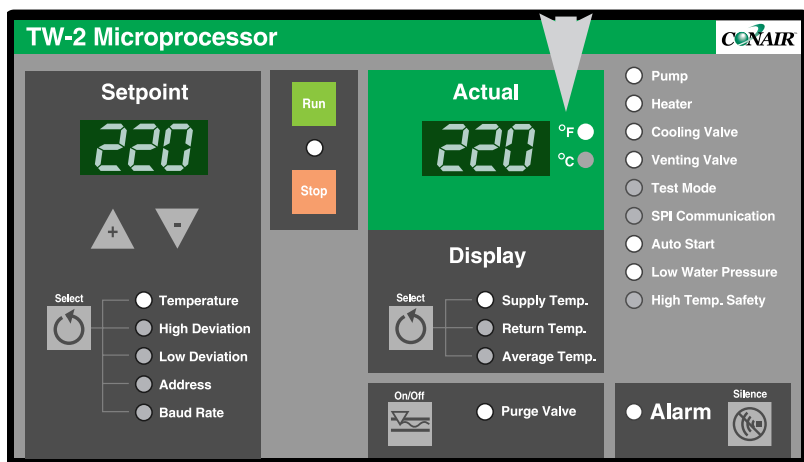 TW-2 Microprocessor
CONAIR
Setpoint
220
+
-
Select
Temperature
High Deviation
Low Deviation
Address
Baud Rate
Run
Stop
Actual
220
°F
°C
Display
Select
Supply Temp.
Return Temp.
Average Temp.
On/Off
Purge Valve
Pump
Heater
Cooling Valve
Venting Valve
Test Mode
SPI Communication
Auto Start
Low Water Pressure
High Temp. Safety
Alarm
Silence